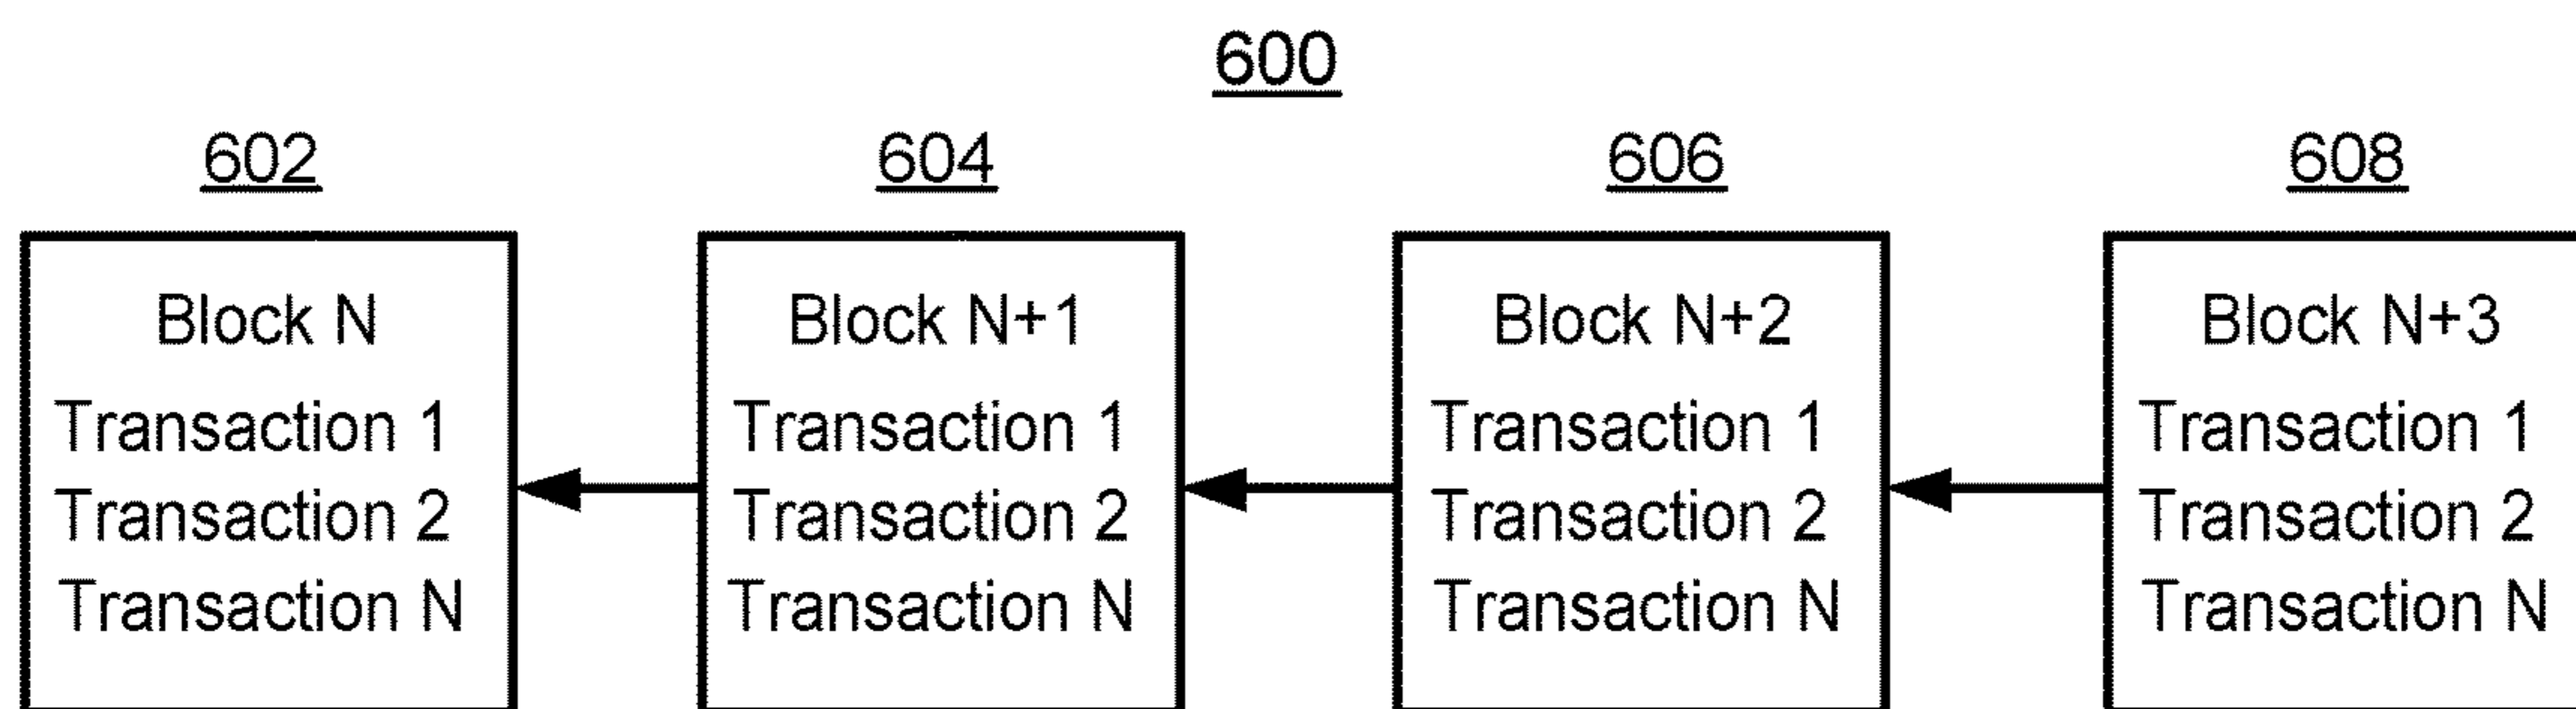 600
602
Block N
Transaction 1
Transaction 2
Transaction N
604
Block N+1
Transaction 1
Transaction 2
Transaction N
606
Block N+2
Transaction 1
Transaction 2
Transaction N
608
Block N+3
Transaction 1
Transaction 2
Transaction N